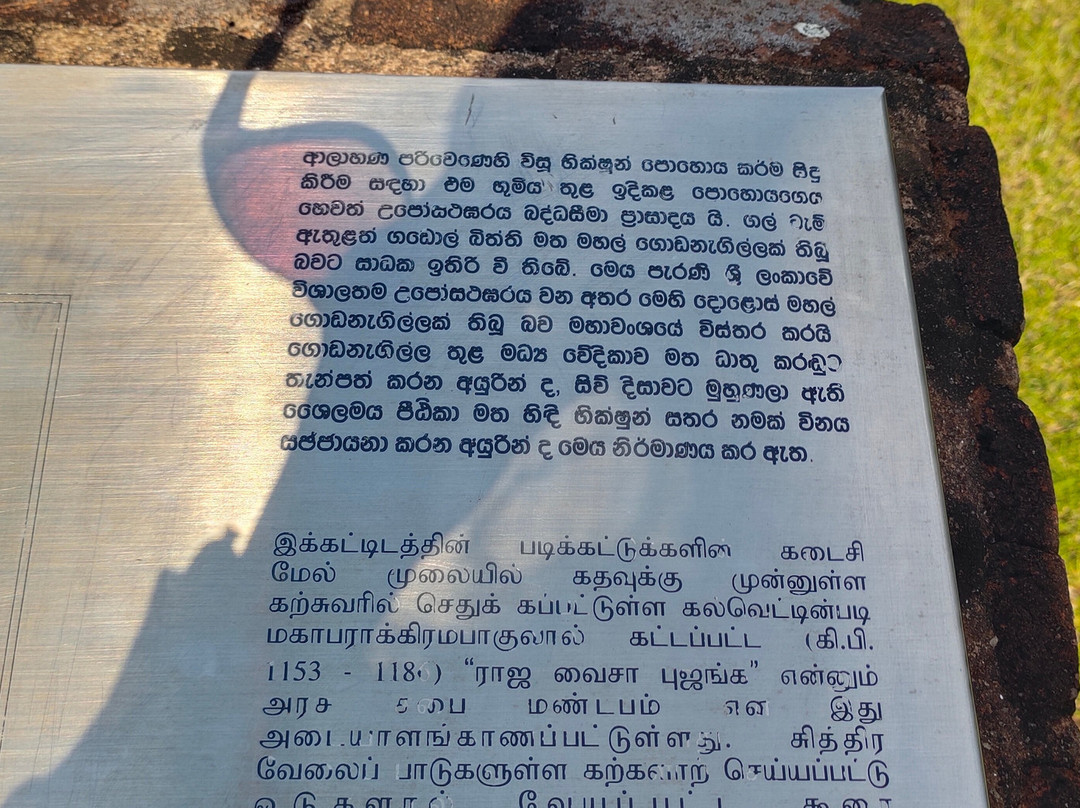 ආලාහණ පරිවෙණෙහි විසූ භික්ෂූන් පොහොය කර්ම සිදු
කිරීම සඳහා එම භූමිය තුළ ඉදිකළ පොහොයගෙය
හෙවත් උපෝසථඝරය බද්ධසීමා ප්‍රාසාදය යි. ගල් වැම්
ඇතුළත් ගඩොල් බිත්ති මත මහල් ගොඩනැගිල්ලක් තිබූ
බවට සාධක ඉතිරි වී තිබේ. මෙය පැරණි ශ්‍රී ලංකාවේ
විශාලතම උපෝසථඝරය වන අතර මෙහි දොළොස් මහල්
ගොඩනැගිල්ලක් තිබූ බව මහාවංශයේ විස්තර කරයි
ගොඩනැගිල්ල තුළ මධ්‍ය වේදිකාව මත ධාතු කරඬුව
තැන්පත් කරන අයුරින් ද, සිව් දිසාවට මුහුණලා ඇති
ශෛලමය පීඨිකා මත හිඳි භික්ෂුන් සතර නමක් විනය
සජ්ජායනා කරන අයුරින් ද මෙය නිර්මාණය කර ඇත.
இக்கட்டிடத்தின் படிக்கட்டுக்களின் கடைசி
மேல் முலையில் கதவுக்கு முன்னுள்ள
கற்சுவரில் செதுக் கப்பட்டுள்ள கல்வெட்டின்படி
மகாபராக்கிரமபாகுலால் கட்டப்பட்ட (கி.பி.
1153 - 118 ) “ராஜ வைசா புஜங்க” என்னும்
அரச சபை மண்டபம் என இது
அடையாளங்காணப்பட்டுள்ளது. சித்திர
வேலைப் பாடுகளுள்ள கற்களாற் செய்யப்பட்டு